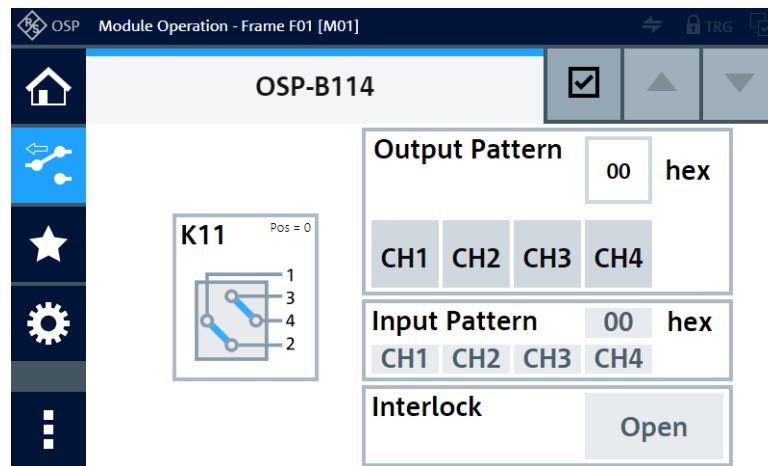 R&S OSP Module Operation - Frame F01 [M01] TRG
OSP-B114
Output Pattern 00 hex
K11 Pos = 0
CH1 CH2 CH3 CH4
1
3
4
2
Input Pattern 00 hex
CH1 CH2 CH3 CH4
Interlock
Open